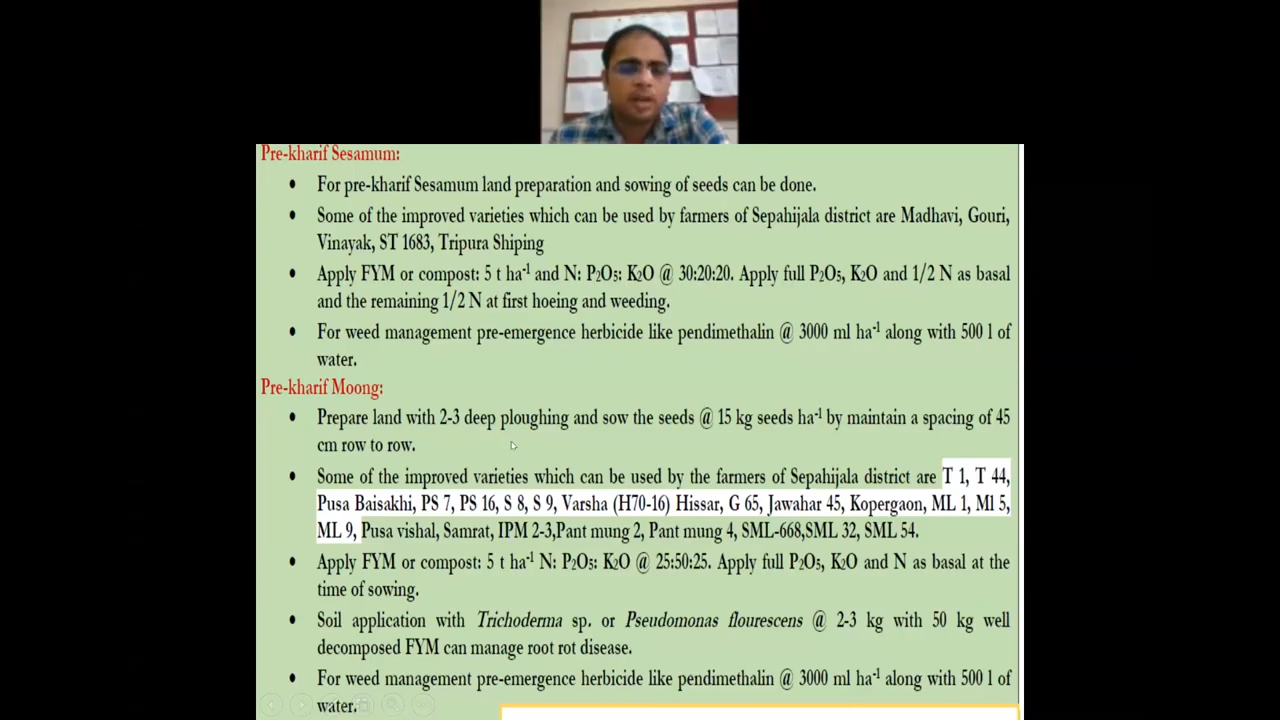 Pre-kharif Sesamum:
• For pre-kharif Sesamum land preparation and sowing of seeds can be done.
• Some of the improved varieties which can be used by farmers of Sepahijala district are Madhavi, Gouri,
Vinayak, ST 1683, Tripura Shiping
• Apply FYM or compost: 5 t ha⁻¹ and N: P₂O₅: K₂O @ 30:20:20. Apply full P₂O₅, K₂O and 1/2 N as basal
and the remaining 1/2 N at first hoeing and weeding.
• For weed management pre-emergence herbicide like pendimethalin @ 3000 ml ha⁻¹ along with 500 l of
water.
Pre-kharif Moong:
• Prepare land with 2-3 deep ploughing and sow the seeds @ 15 kg seeds ha⁻¹ by maintain a spacing of 45
cm row to row.
• Some of the improved varieties which can be used by the farmers of Sepahijala district are T 1, T 44,
Pusa Baisakhi, PS 7, PS 16, S 8, S 9, Varsha (H70-16) Hissar, G 65, Jawahar 45, Kopergaon, ML 1, Ml 5,
ML 9, Pusa vishal, Samrat, IPM 2-3,Pant mung 2, Pant mung 4, SML-668,SML 32, SML 54.
• Apply FYM or compost: 5 t ha⁻¹ N: P₂O₅: K₂O @ 25:50:25. Apply full P₂O₅, K₂O and N as basal at the
time of sowing.
• Soil application with Trichoderma sp. or Pseudomonas flourescens @ 2-3 kg with 50 kg well
decomposed FYM can manage root rot disease.
• For weed management pre-emergence herbicide like pendimethalin @ 3000 ml ha⁻¹ along with 500 l of
water.